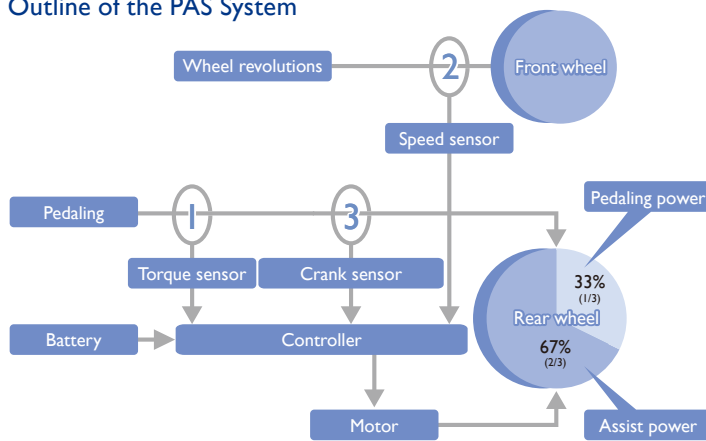 Outline of the PAS System
Wheel revolutions
2
Front wheel
Speed sensor
Pedaling
1
3
Pedaling power
Torque sensor
Crank sensor
33%
(1/3)
Rear wheel
67%
(2/3)
Battery
Controller
Motor
Assist power